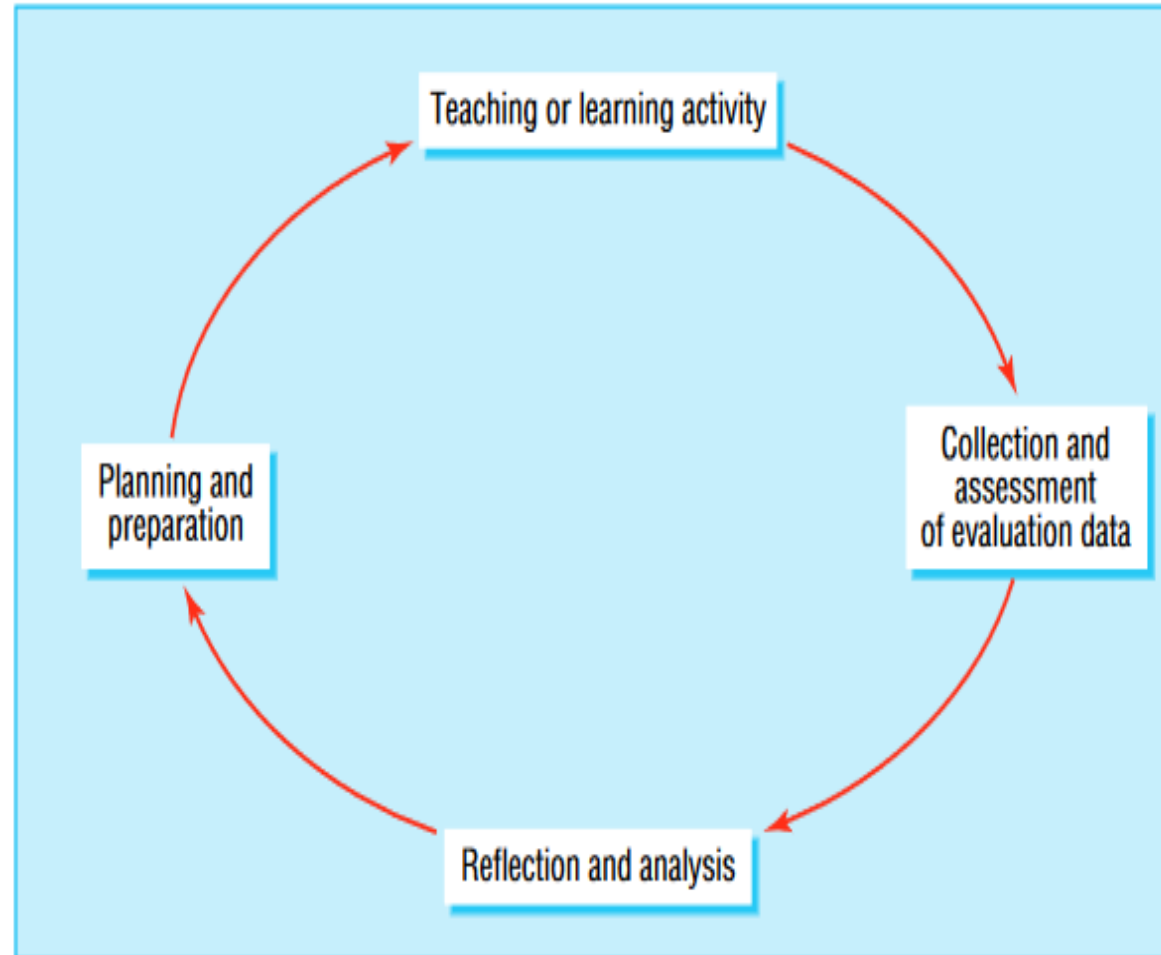 Teaching or learning activity
Collection and
assessment
of evaluation data
Reflection and analysis
Planning and
preparation